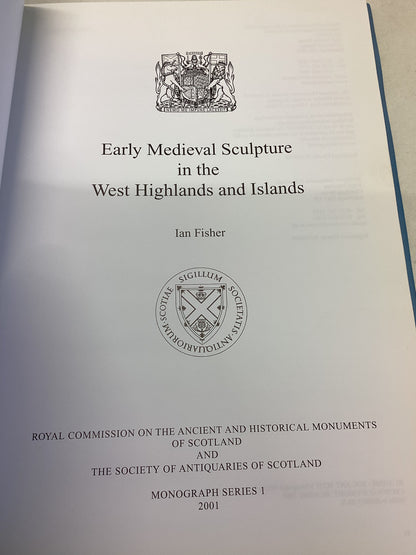 Early Medieval Sculpture
in the
West Highlands and Islands
Ian Fisher
SIGILLUM SOCIETATIS ANTIQUARIORUM SCOTIAE
ROYAL COMMISSION ON THE ANCIENT AND HISTORICAL MONUMENTS
OF SCOTLAND
AND
THE SOCIETY OF ANTIQUARIES OF SCOTLAND
MONOGRAPH SERIES 1
2001